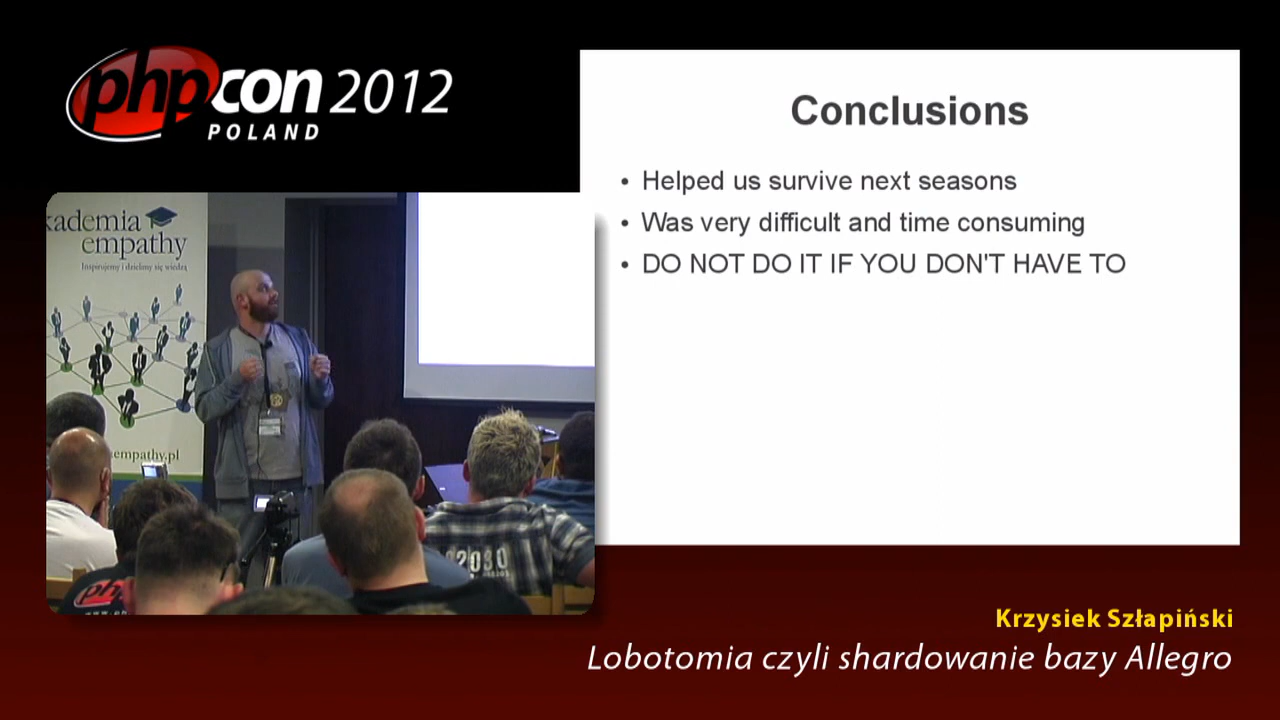 phpcon 2012
POLAND
Conclusions
• Helped us survive next seasons
• Was very difficult and time consuming
• DO NOT DO IT IF YOU DON'T HAVE TO
kademia
empathy
Inspirujemy i dzielimy się wiedzą
empathy.pl
php
Krzysiek Szłapiński
Lobotomia czyli shardowanie bazy Allegro